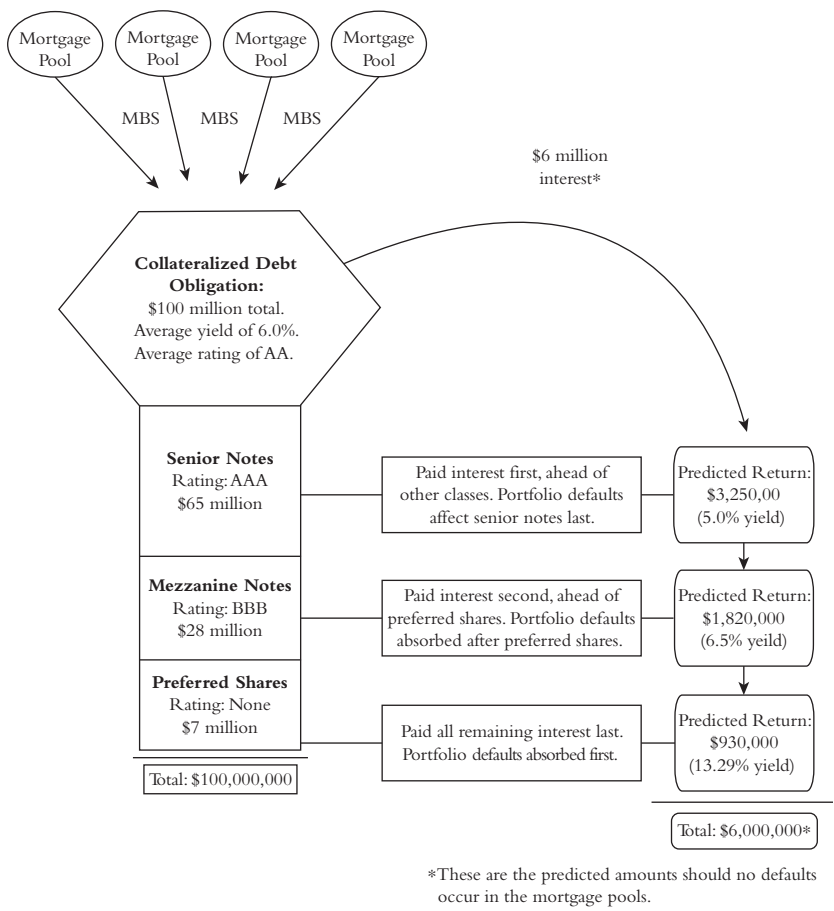 Mortgage
Pool
Mortgage
Pool
Mortgage
Pool
Mortgage
Pool
MBS
MBS
MBS
$6 million
interest*
Collateralized Debt
Obligation:
$100 million total.
Average yield of 6.0%.
Average rating of AA.
Senior Notes
Rating: AAA
$65 million
Paid interest first, ahead of
other classes. Portfolio defaults
affect senior notes last.
Predicted Return:
$3,250,00
(5.0% yield)
Mezzanine Notes
Rating: BBB
$28 million
Paid interest second, ahead of
preferred shares. Portfolio defaults
absorbed after preferred shares.
Predicted Return:
$1,820,000
(6.5% yeild)
Preferred Shares
Rating: None
$7 million
Paid all remaining interest last.
Portfolio defaults absorbed first.
Predicted Return:
$930,000
(13.29% yield)
Total: $100,000,000
Total: $6,000,000*
*These are the predicted amounts should no defaults
occur in the mortgage pools.